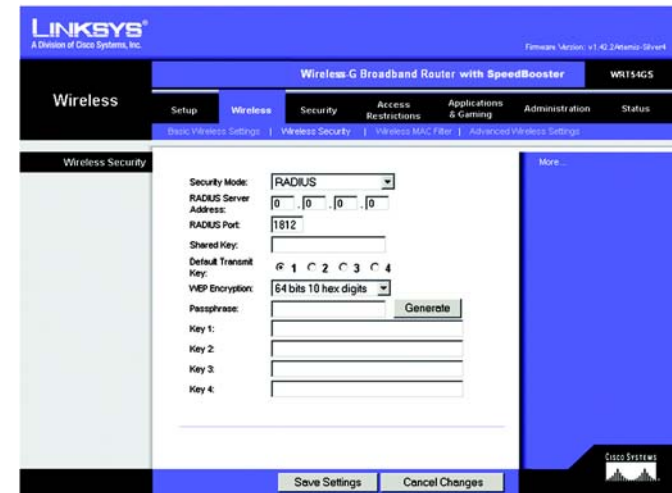 LINKSYS®
A Division of Cisco Systems, Inc.
Firmware Version: v1.42.2
Wireless-G Broadband Router with SpeedBooster WRT54GS
Wireless
Setup Wireless Security Access Restrictions Applications & Gaming Administration Status
Basic Wireless Settings | Wireless Security | Wireless MAC Filter | Advanced Wireless Settings
Wireless Security
More...
Security Mode: RADIUS
RADIUS Server Address: 0 . 0 . 0 . 0
RADIUS Port: 1812
Shared Key:
Default Transmit Key: 1 2 3 4
WEP Encryption: 64 bits 10 hex digits
Passphrase: Generate
Key 1:
Key 2:
Key 3:
Key 4:
CISCO SYSTEMS
Save Settings Cancel Changes